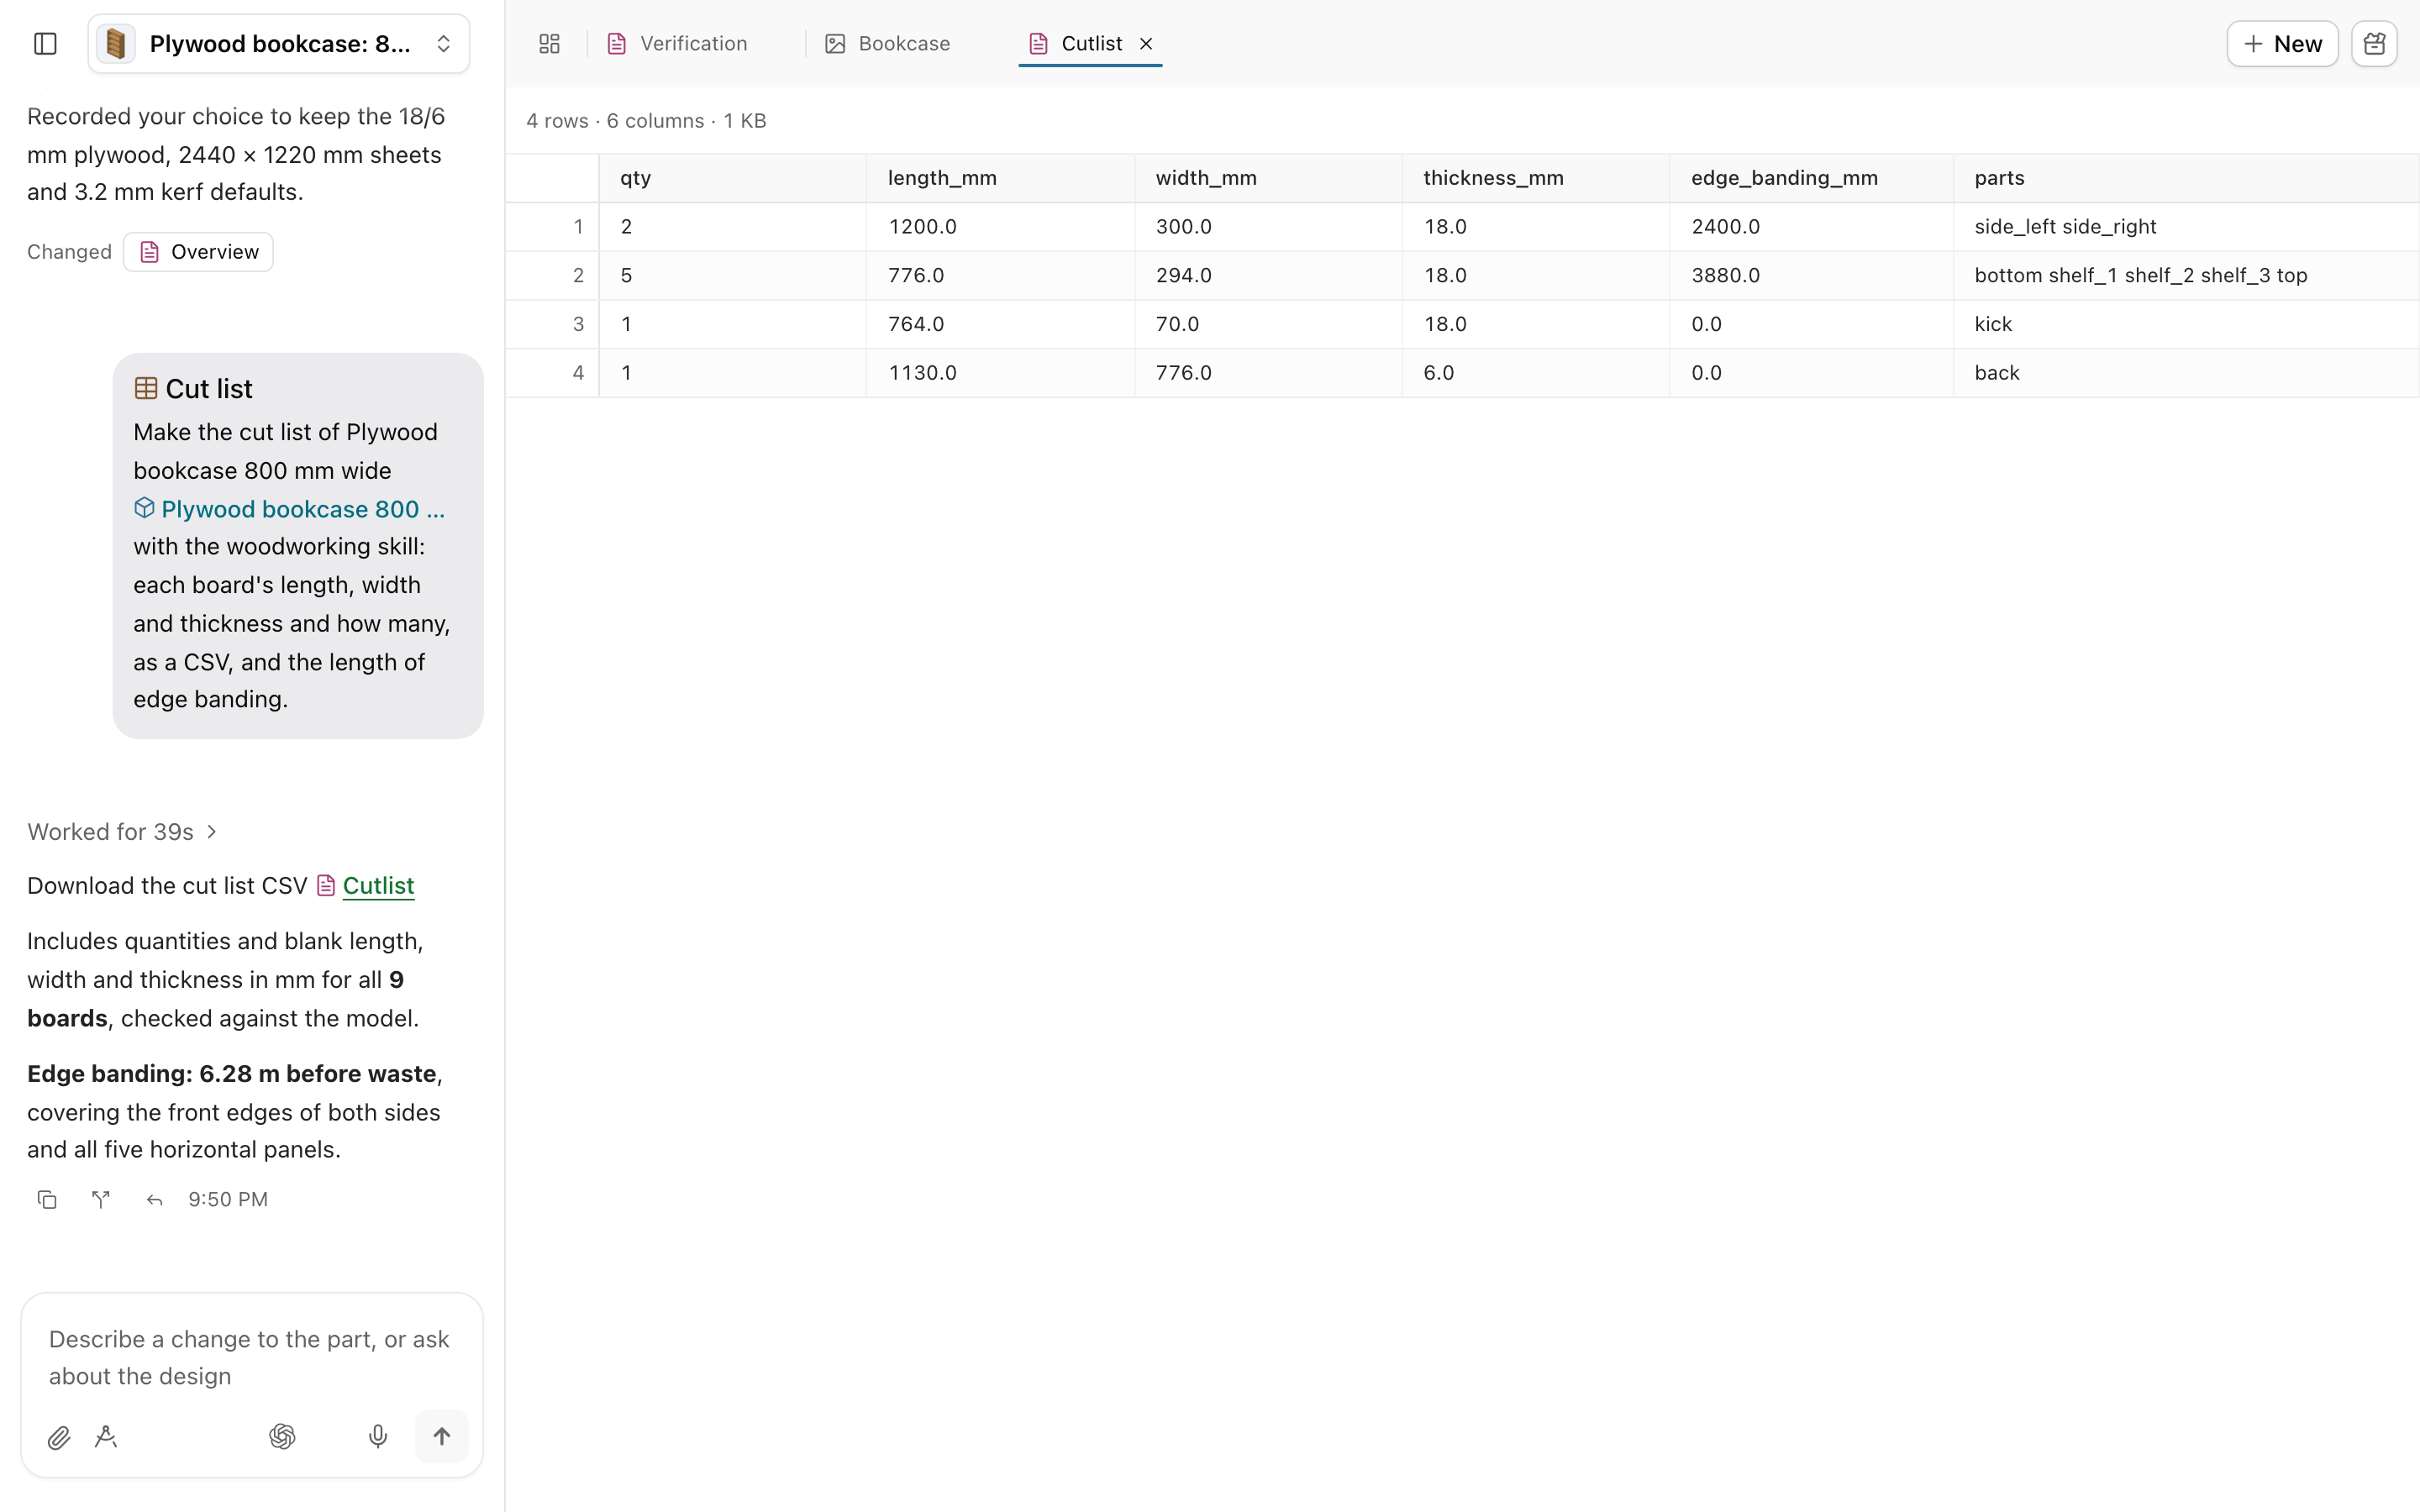 Plywood bookcase: 8...
Recorded your choice to keep the 18/6
mm plywood, 2440 × 1220 mm sheets
and 3.2 mm kerf defaults.
Changed Overview
Cut list
Make the cut list of Plywood
bookcase 800 mm wide
Plywood bookcase 800 ...
with the woodworking skill:
each board's length, width
and thickness and how many,
as a CSV, and the length of
edge banding.
Worked for 39s
Download the cut list CSV Cutlist
Includes quantities and blank length,
width and thickness in mm for all 9
boards, checked against the model.
Edge banding: 6.28 m before waste,
covering the front edges of both sides
and all five horizontal panels.
9:50 PM
Describe a change to the part, or ask
about the design
Verification Bookcase Cutlist New
4 rows · 6 columns · 1 KB
qty length_mm width_mm thickness_mm edge_banding_mm parts
1 2 1200.0 300.0 18.0 2400.0 side_left side_right
2 5 776.0 294.0 18.0 3880.0 bottom shelf_1 shelf_2 shelf_3 top
3 1 764.0 70.0 18.0 0.0 kick
4 1 1130.0 776.0 6.0 0.0 back